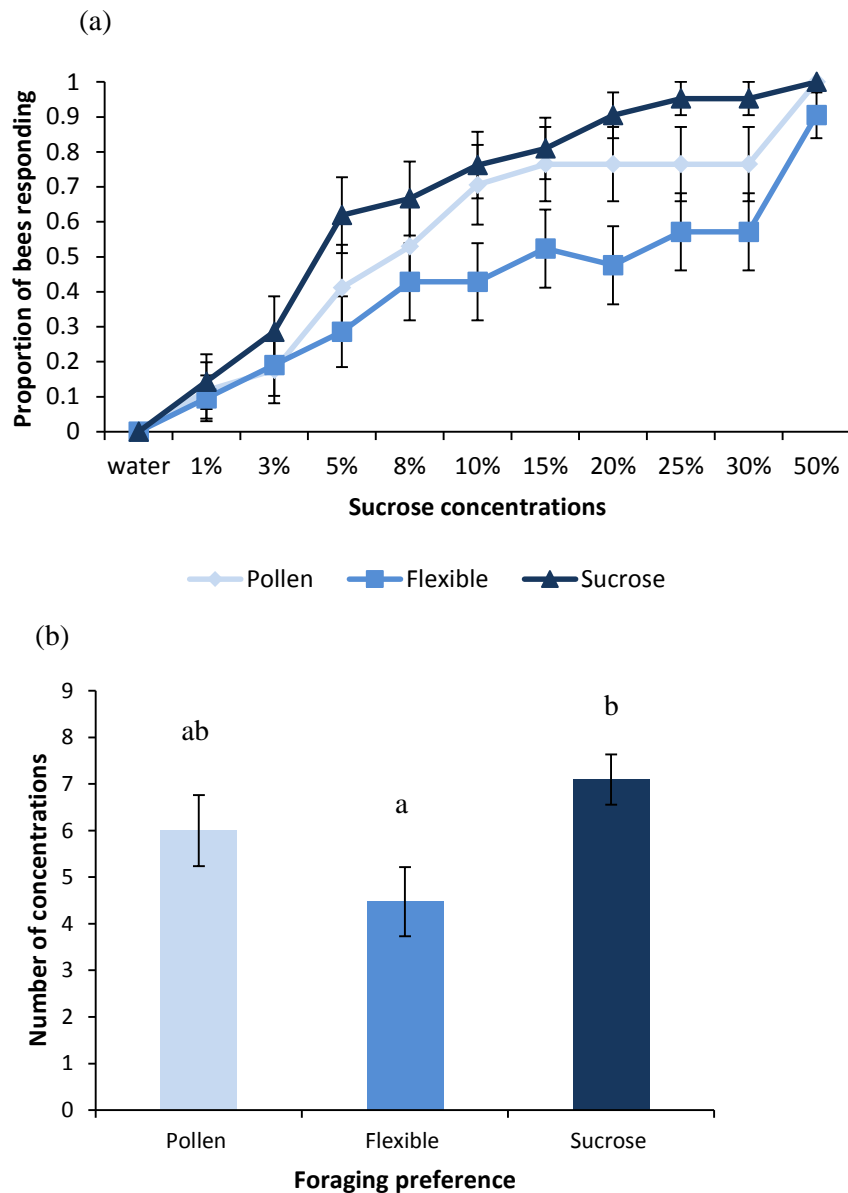 (a)
Proportion of bees responding
1
0.9
0.8
0.7
0.6
0.5
0.4
0.3
0.2
0.1
0
water 1% 3% 5% 8% 10% 15% 20% 25% 30% 50%
Sucrose concentrations
Pollen Flexible Sucrose
(b)
Number of concentrations
9
8
7
6
5
4
3
2
1
0
ab
a
b
Pollen Flexible Sucrose
Foraging preference